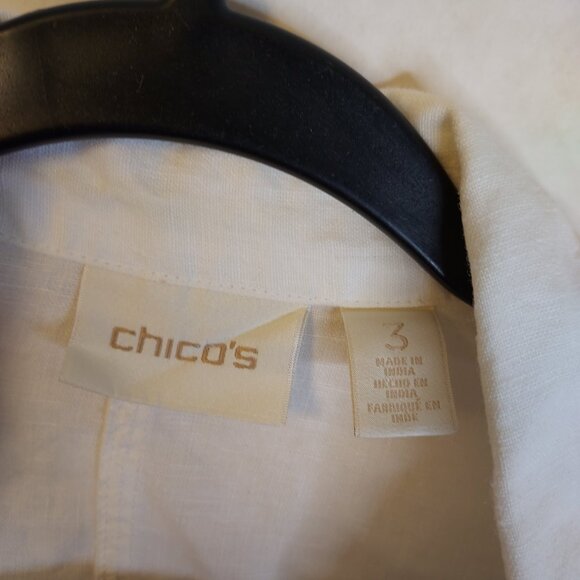 chico's
3
MADE IN
INDIA
HECHO EN
INDIA
FABRIQUÉ EN
INDE